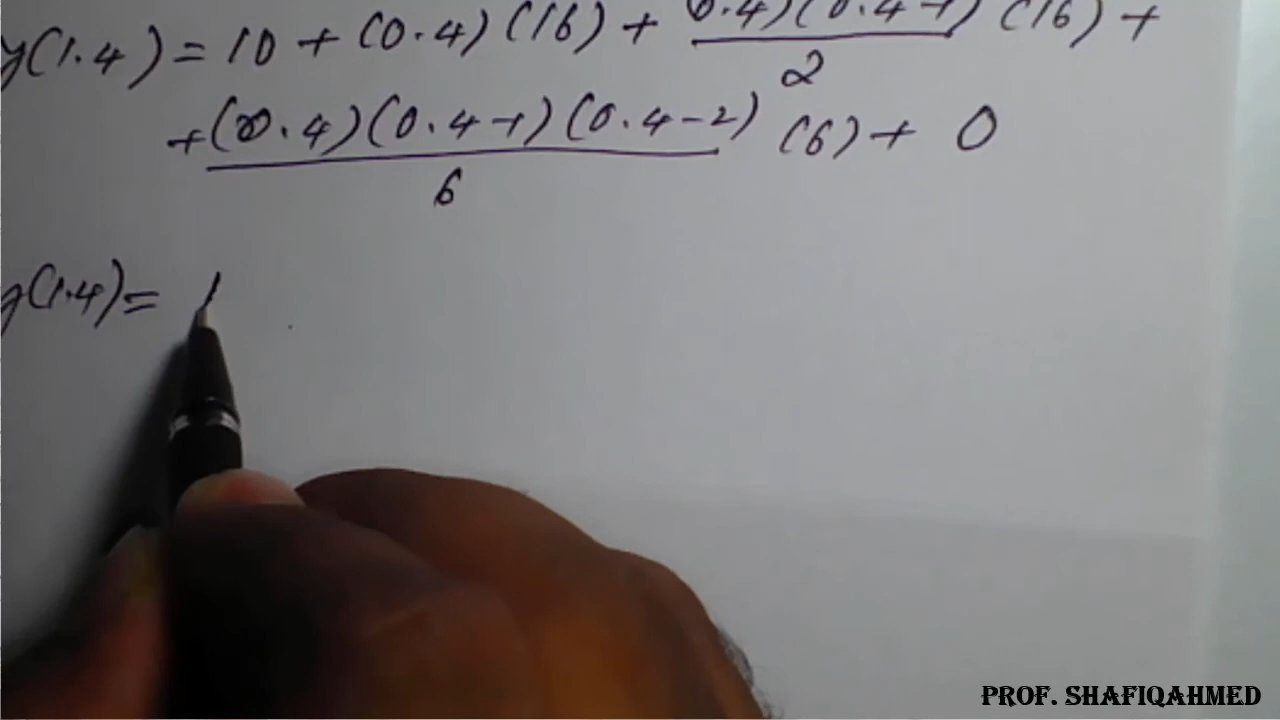 y(1.4) = 10 + (0.4)(16) + 0.4)(0.4-1)/2 (16) +
+ (0.4)(0.4-1)(0.4-2)/6 (6) + 0
y(1.4) = 1
PROF. SHAFIQAHMED